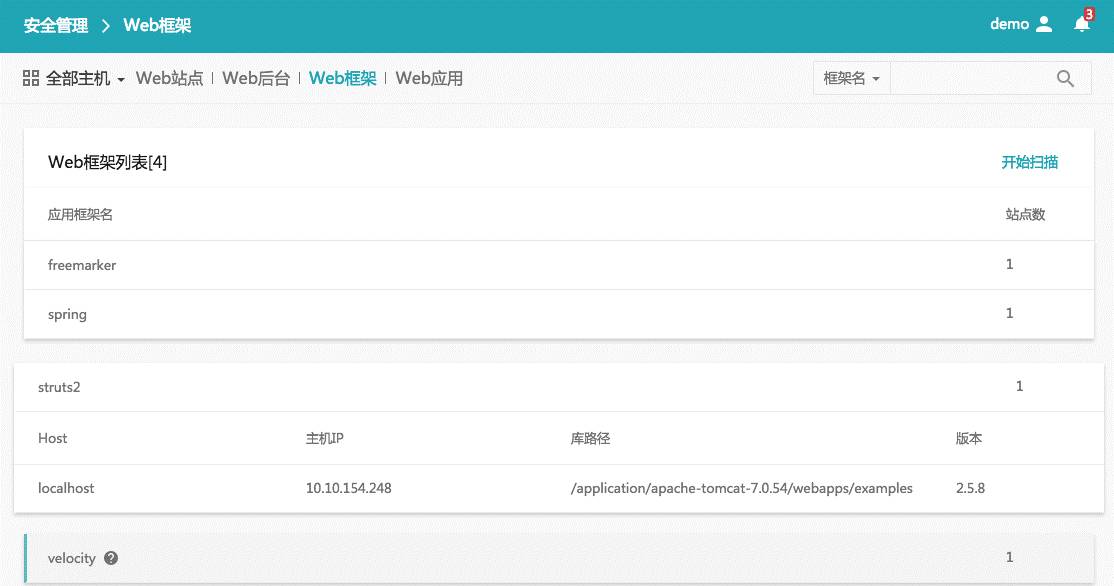 安全管理 > Web框架 demo 3
全部主机 Web站点 | Web后台 | Web框架 | Web应用 框架名
Web框架列表[4] 开始扫描
应用框架名 站点数
freemarker 1
spring 1
struts2 1
Host 主机IP 库路径 版本
localhost 10.10.154.248 /application/apache-tomcat-7.0.54/webapps/examples 2.5.8
velocity ? 1